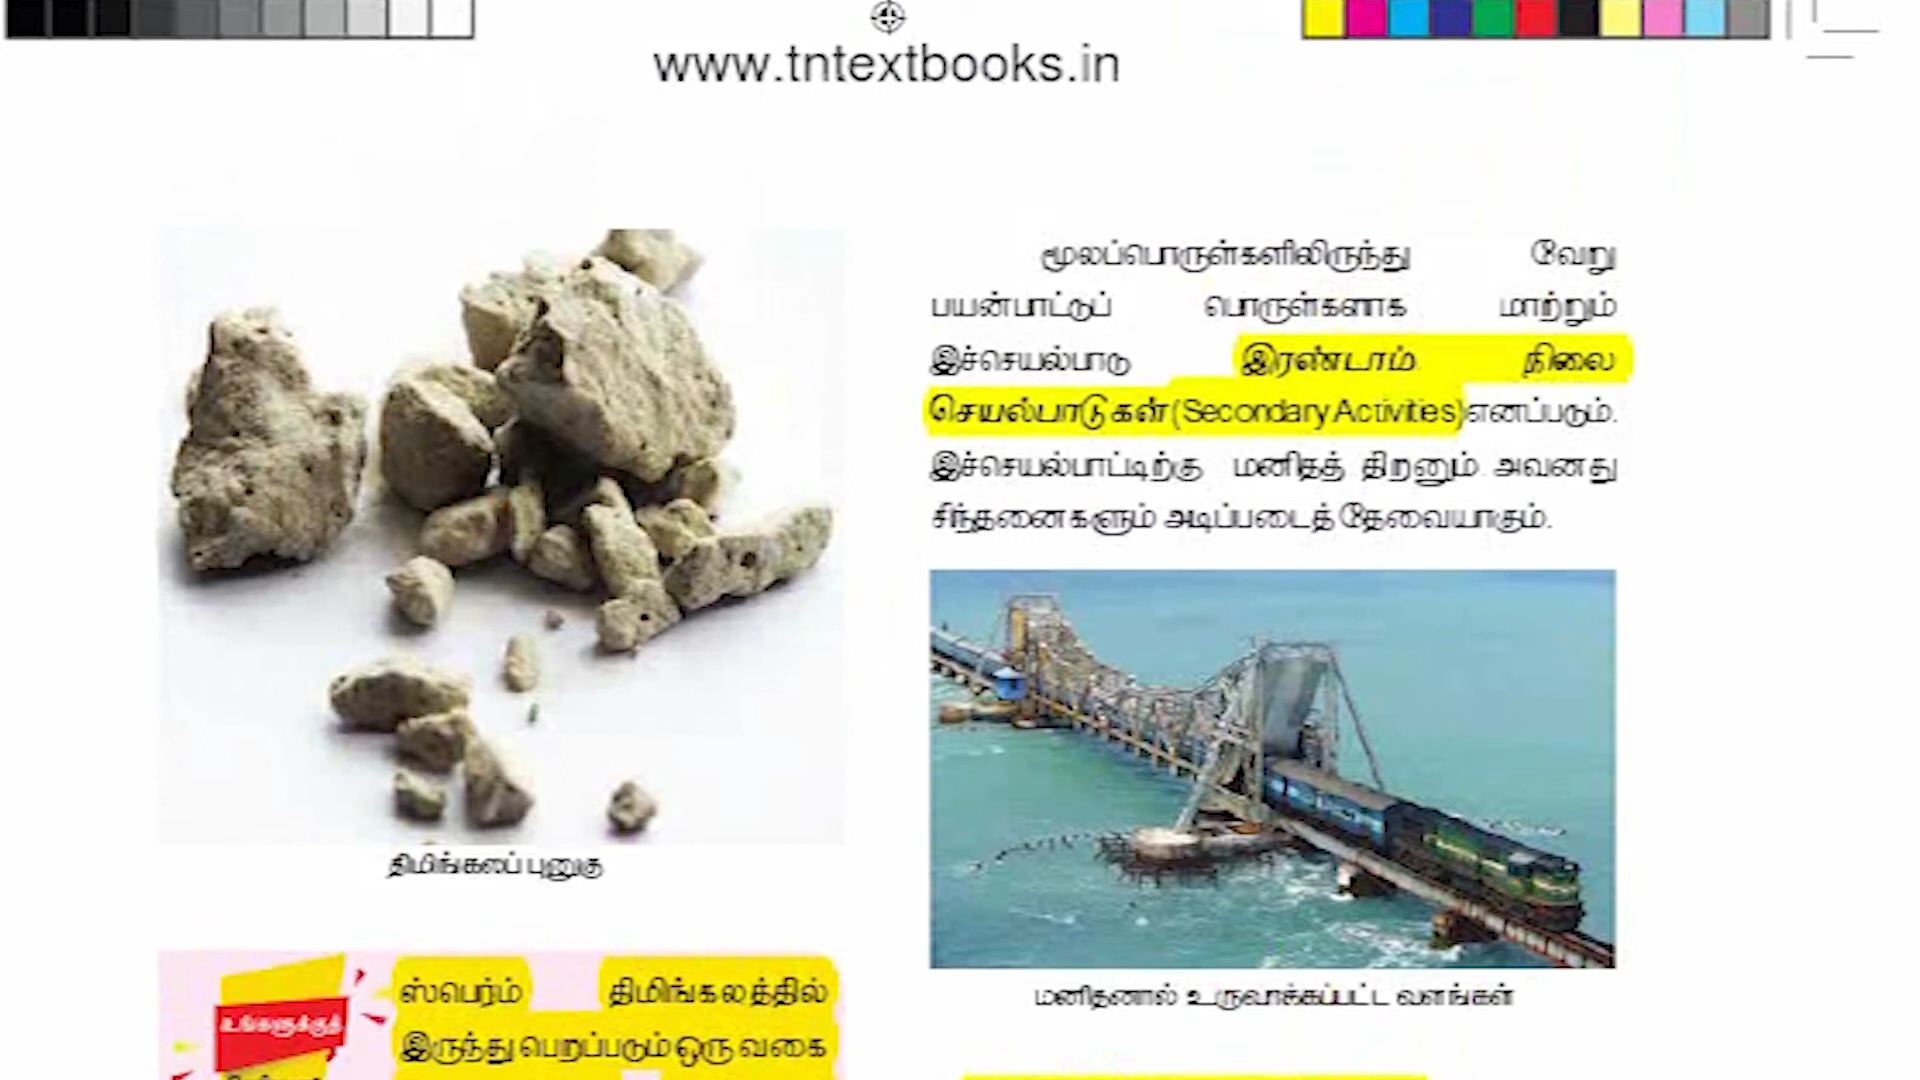 www.tntextbooks.in
திமிங்கலப் புனுகு
உங்களுக்குத்
ஸ்பெர்ம் திமிங்கலத்தில்
இருந்து பெறப்படும் ஒரு வகை
மூலப்பொருள்களிலிருந்து வேறு
பயன்பாட்டுப் பொருள்களாக மாற்றும்
இச்செயல்பாடு இரண்டாம் நிலை
செயல்பாடுகள் (Secondary Activities) எனப்படும்.
இச்செயல்பாட்டிற்கு மனிதத் திறனும் அவனது
சிந்தனைகளும் அடிப்படைத் தேவையாகும்.
மனிதனால் உருவாக்கப்பட்ட வளங்கள்